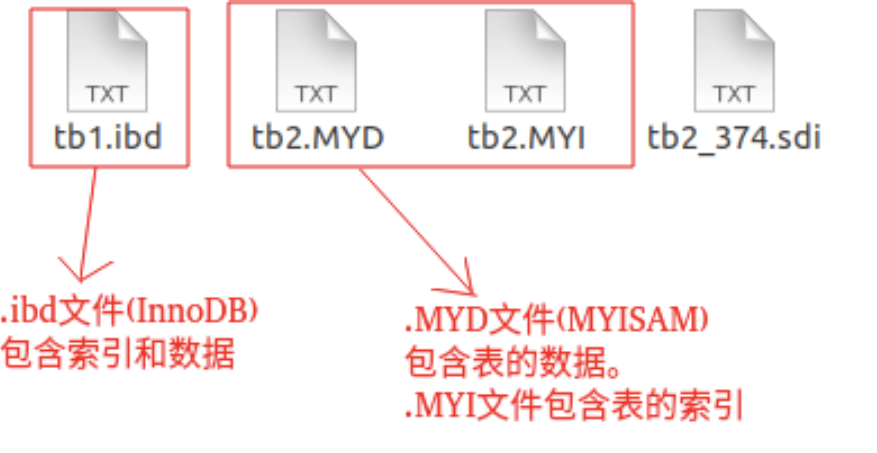 TXT TXT TXT TXT
tb1.ibd tb2.MYD tb2.MYI tb2_374.sdi
.ibd文件(InnoDB)
包含索引和数据
.MYD文件(MYISAM)
包含表的数据。
.MYI文件包含表的索引